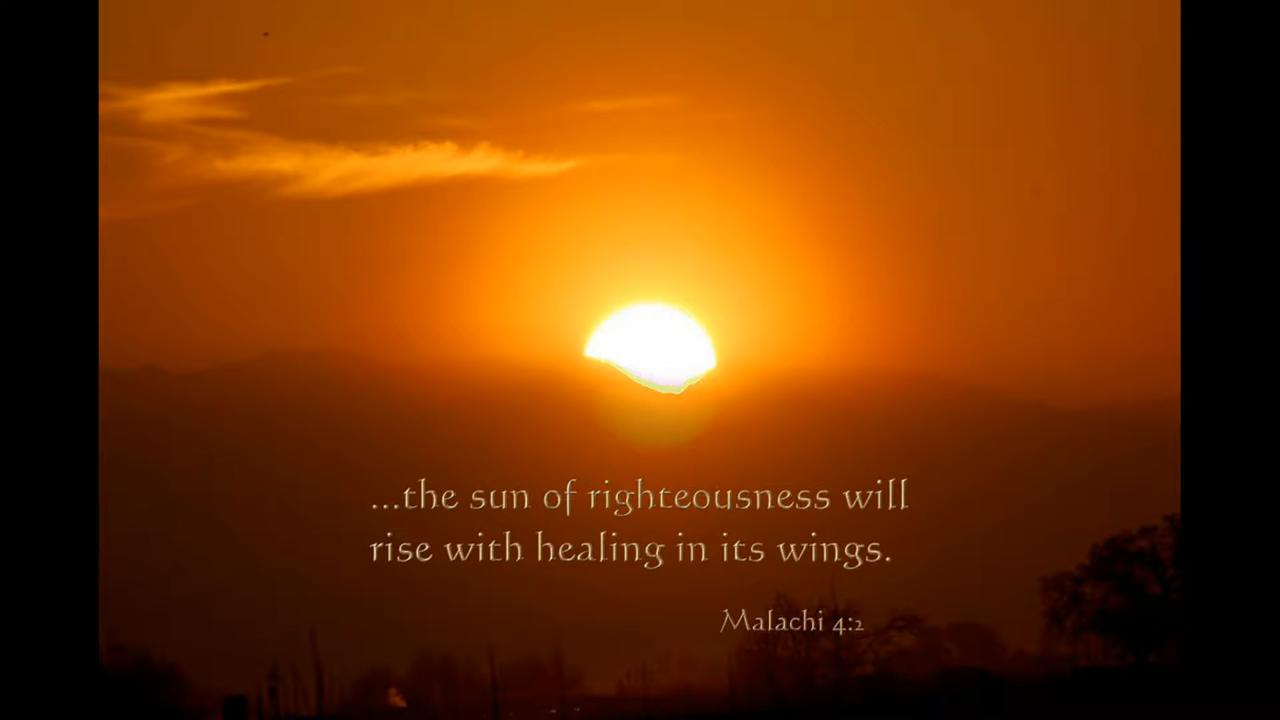 ...the sun of righteousness will
rise with healing in its wings.
Malachi 4:2